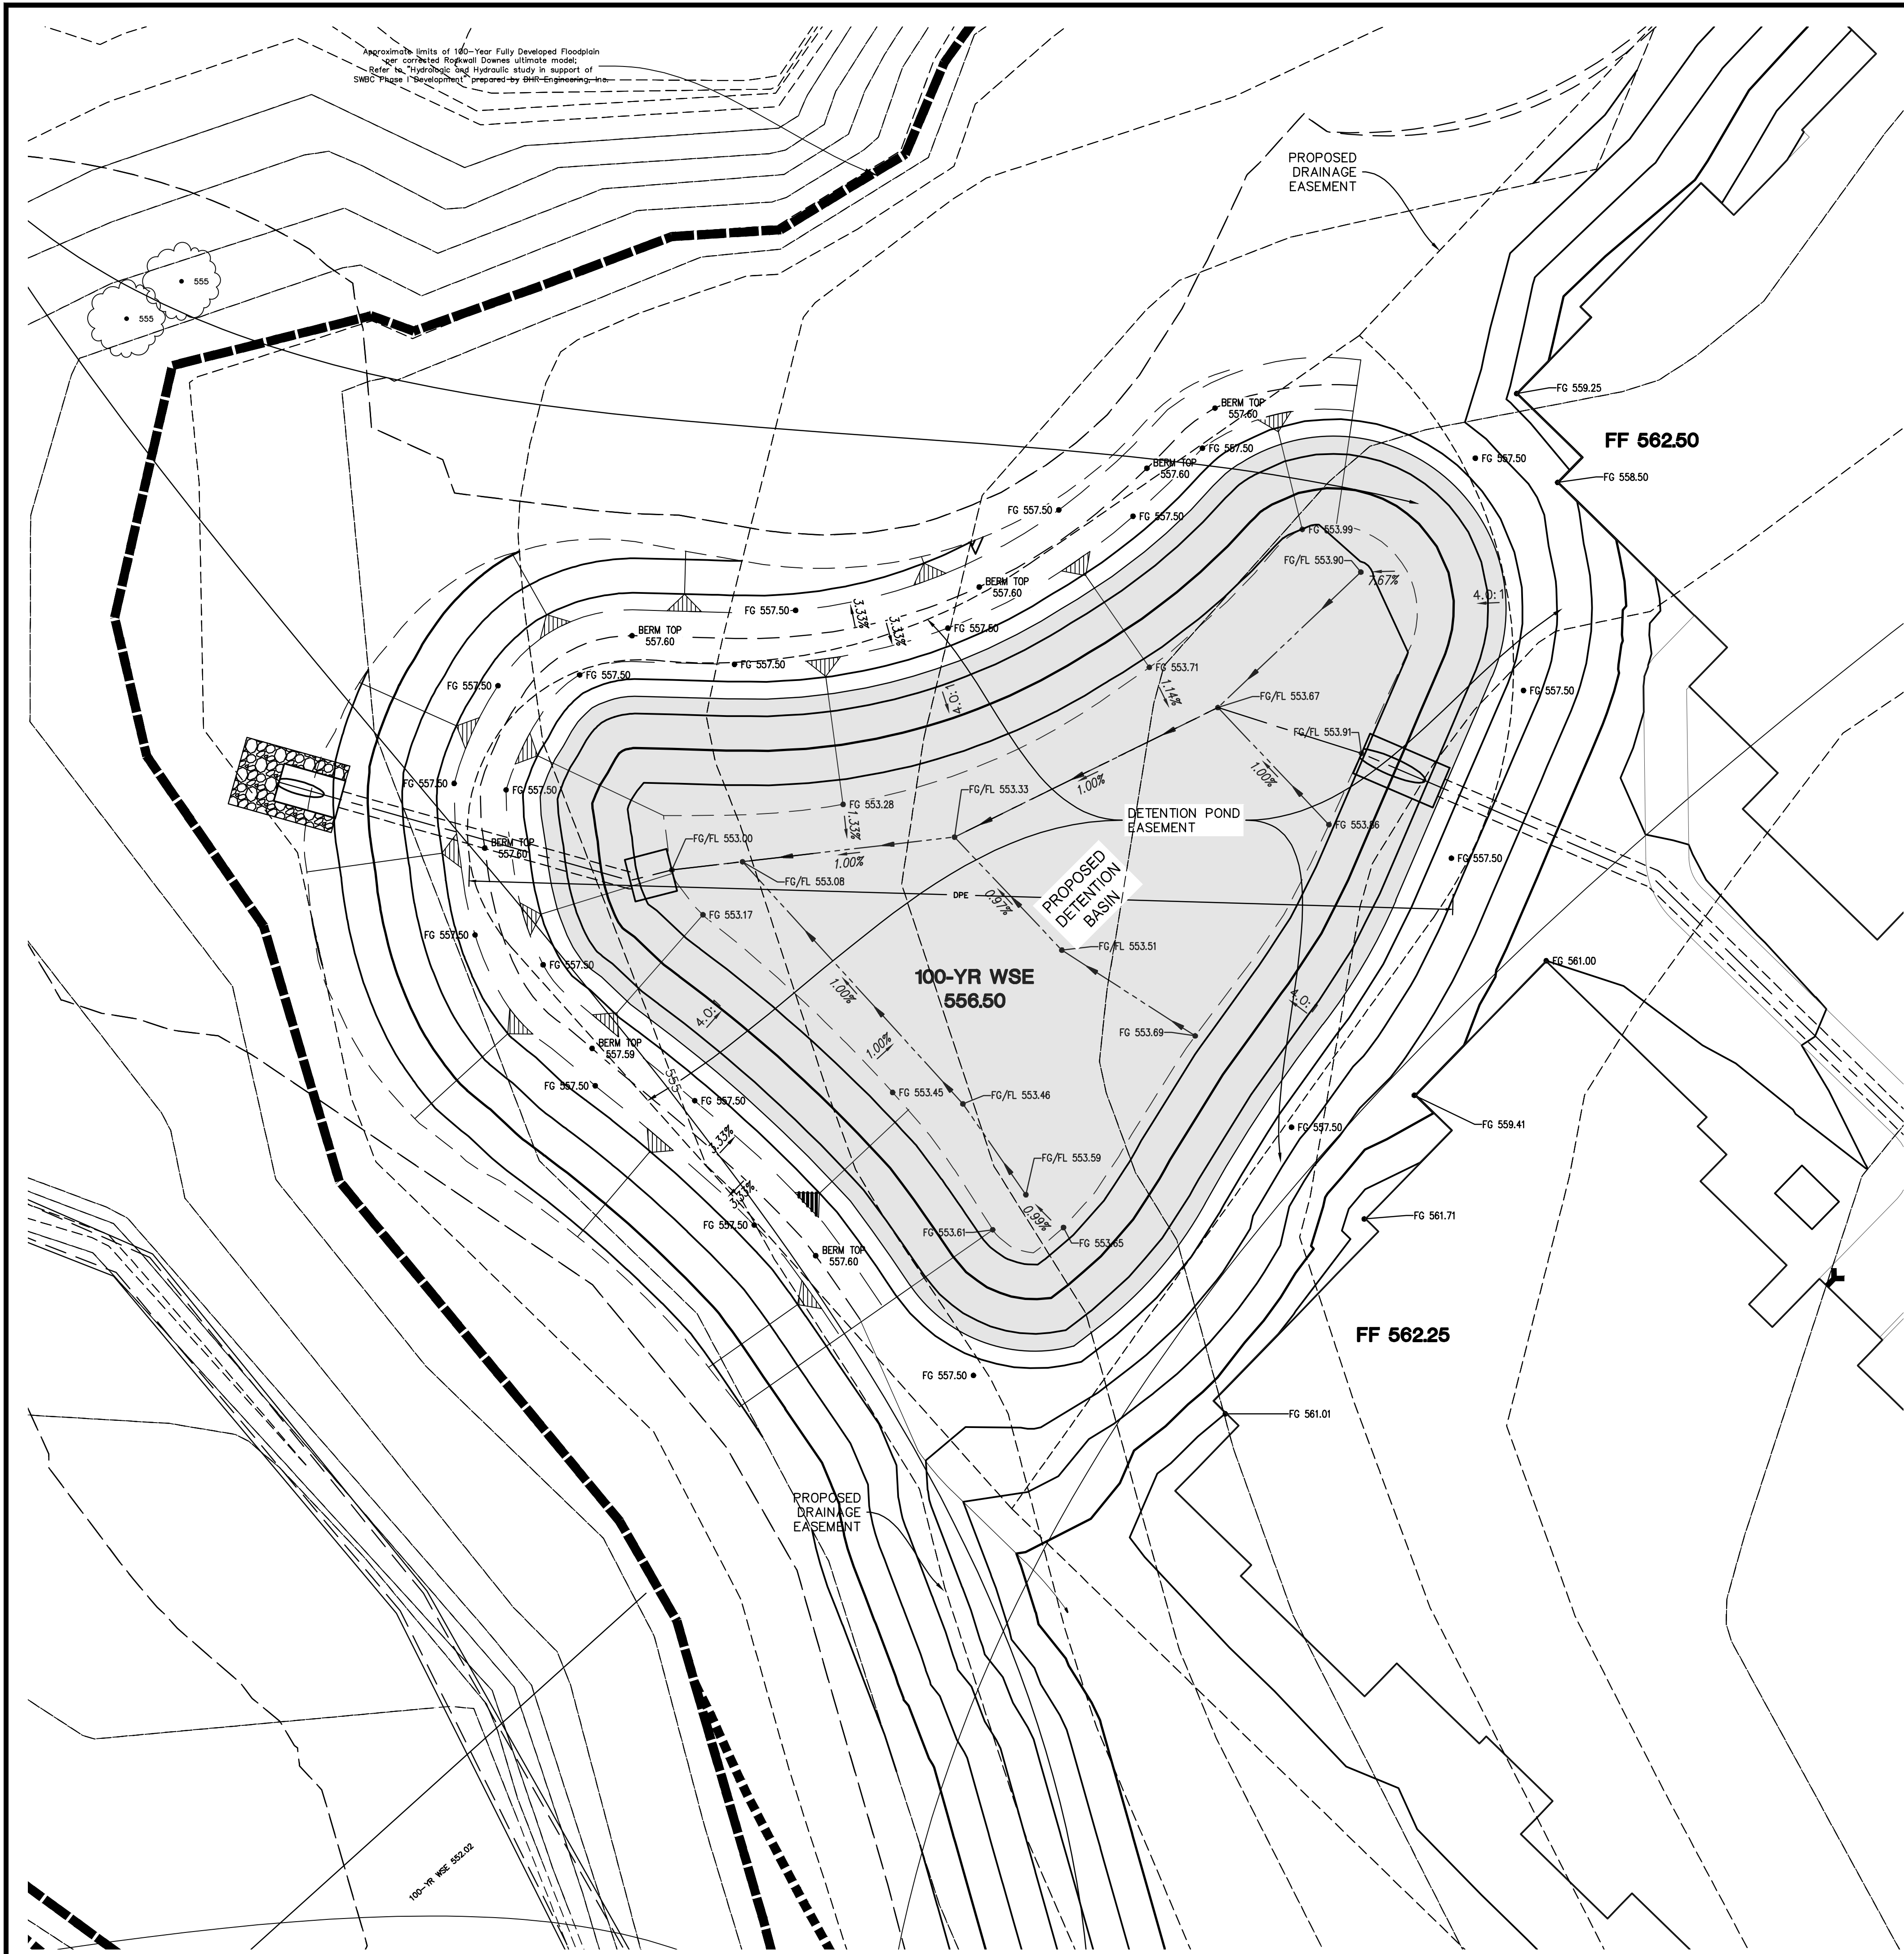 Approximate limits of 100-Year Fully Developed Floodplain
per corrected Rockwall Downes ultimate model;
Refer to "Hydrologic and Hydraulic study in support of
SWBC Phase I Development" prepared by DHR Engineering, Inc.
PROPOSED
DRAINAGE
EASEMENT
555
555
FG 559.25
FF 562.50
BERM TOP
557.60
FG 557.50
FG 557.50
FG 558.50
BERM TOP
557.60
FG 557.50
FG 557.50
FG 553.99
FG/FL 553.90
7.67%
BERM TOP
557.60
4.0:1
FG 557.50
3.33%
3.33%
FG 557.50
BERM TOP
557.60
FG 557.50
FG 557.50
FG 557.50
FG 553.71
1.14%
4.0:1
FG/FL 553.67
FG 557.50
FG/FL 553.91
1.00%
FG 557.50
FG 557.50
1.00%
FG/FL 553.33
FG 553.28
1.33%
DETENTION POND
EASEMENT
FG 553.86
FG/FL 553.00
BERM TOP
557.60
1.00%
FG 557.50
FG/FL 553.08
DPE
PROPOSED
DETENTION
BASIN
0.97%
FG 553.17
FG 557.50
FG/FL 553.51
FG 557.50
FG 561.00
100-YR WSE
556.50
1.00%
4.0:1
4.0:1
FG 553.69
1.00%
BERM TOP
557.59
555
FG 557.50
FG 557.50
FG 553.45
FG/FL 553.46
FG 559.41
FG 557.50
3.33%
3.33%
FG/FL 553.59
0.99%
FG 557.50
FG 553.61
FG 553.65
FG 561.71
BERM TOP
557.60
FF 562.25
FG 557.50
FG 561.01
PROPOSED
DRAINAGE
EASEMENT
100-YR WSE 552.02